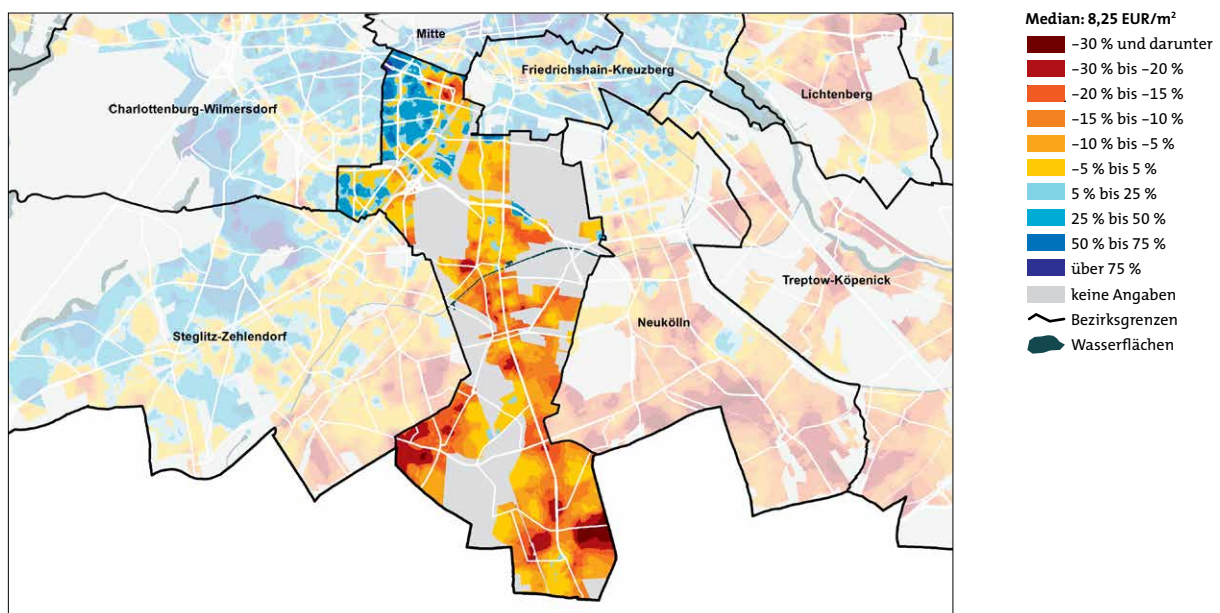 Mitte
Friedrichshain-Kreuzberg
Charlottenburg-Wilmersdorf
Lichtenberg
Treptow-Köpenick
Neukölln
Steglitz-Zehlendorf
Median: 8,25 EUR/m²
–30 % und darunter
–30 % bis –20 %
–20 % bis –15 %
–15 % bis –10 %
–10 % bis –5 %
–5 % bis 5 %
5 % bis 25 %
25 % bis 50 %
50 % bis 75 %
über 75 %
keine Angaben
Bezirksgrenzen
Wasserflächen